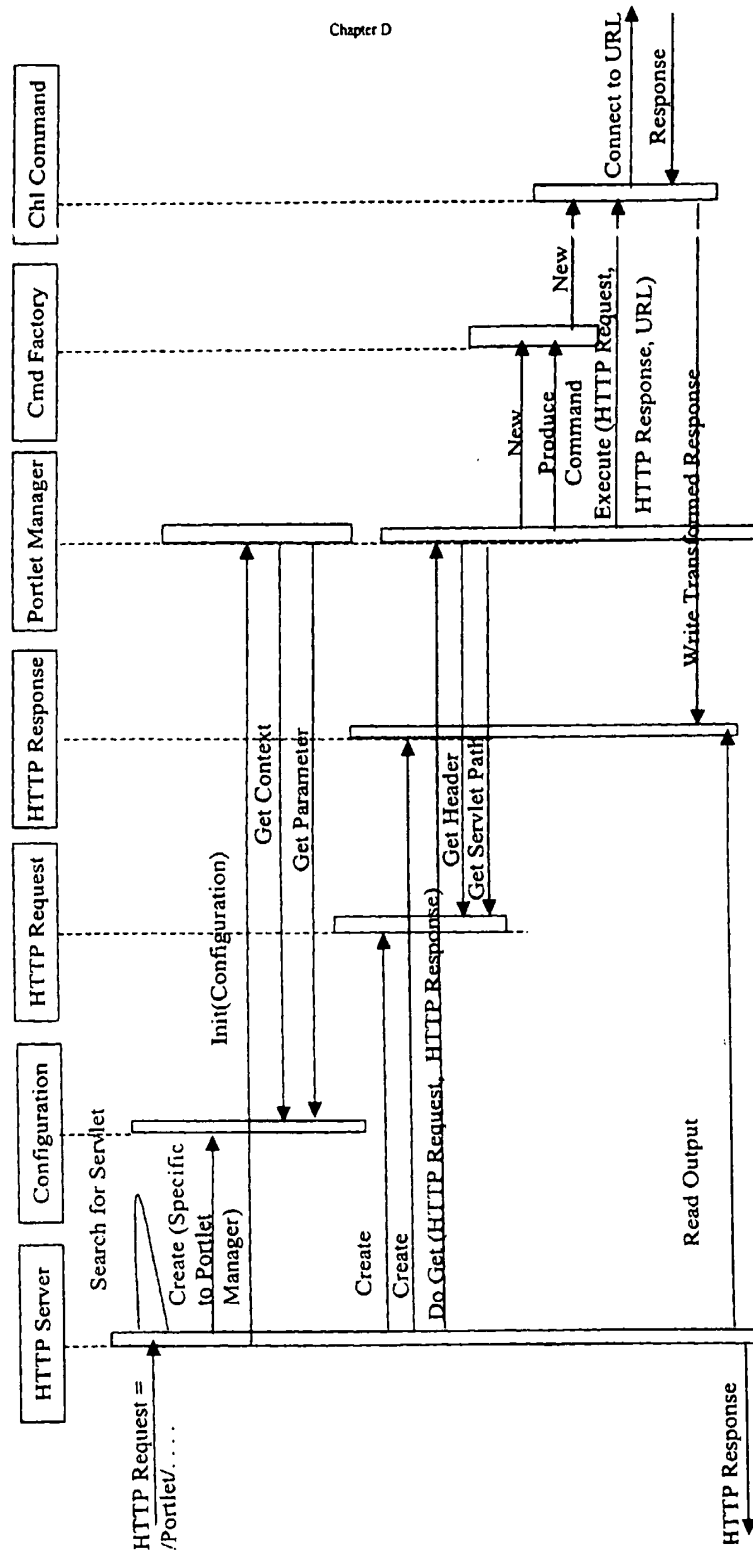 Chapter D
HTTP Server
Configuration
HTTP Request
HTTP Response
Portlet Manager
Cmd Factory
Chl Command
HTTP Request =
/Portlet/. . . .
Search for Servlet
Create (Specific
to Portlet
Manager)
Init(Configuration)
Get Context
Get Parameter
Create
Create
Do Get (HTTP Request, HTTP Response)
Get Header
Get Servlet Path
New
Produce
Command
New
Execute (HTTP Request,
HTTP Response, URL)
Connect to URL
Response
Write Transformed Response
Read Output
HTTP Response